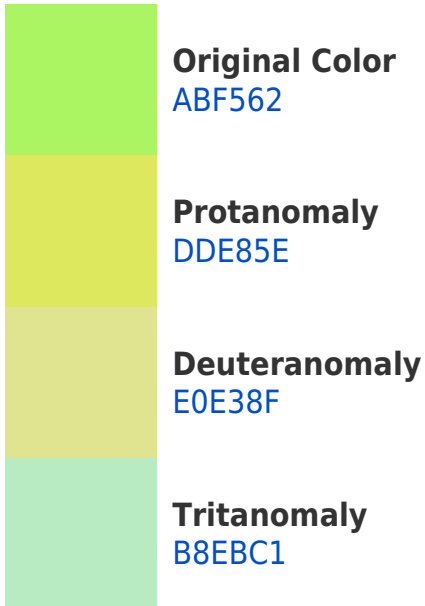 Original Color
ABF562
Protanomaly
DDE85E
Deuteranomaly
E0E38F
Tritanomaly
B8EBC1